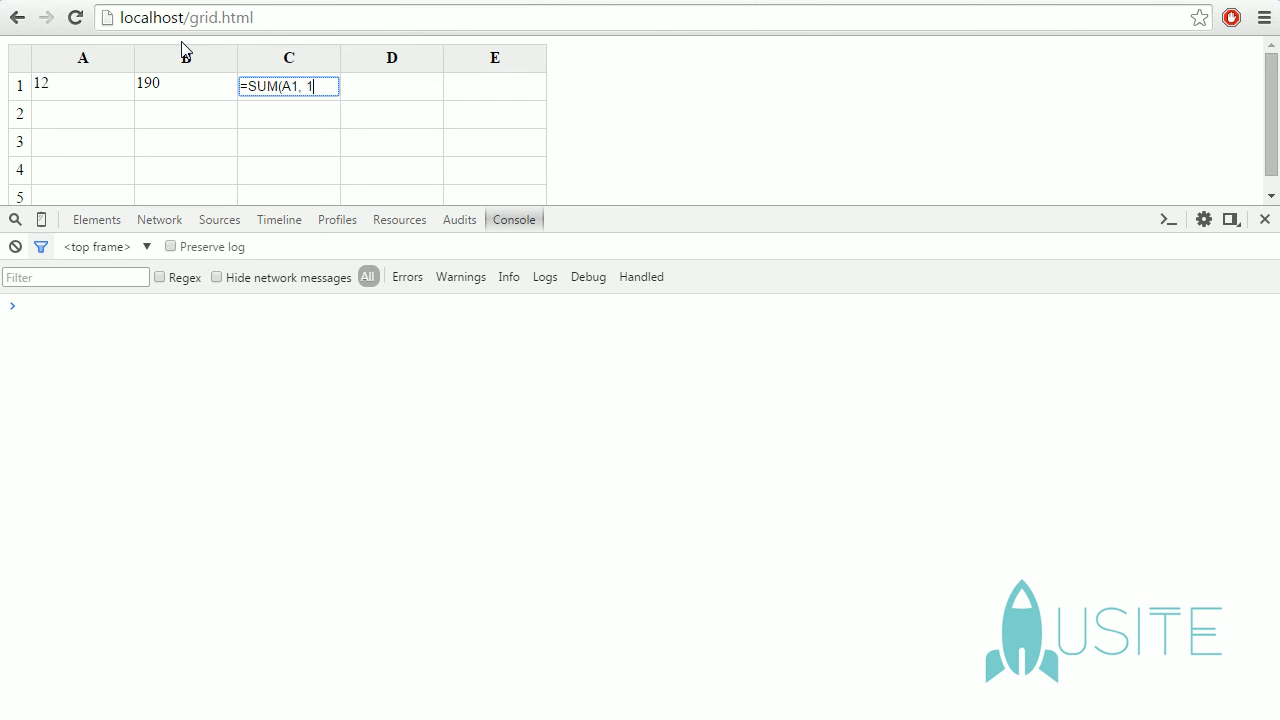 localhost/grid.html
A B C D E
1 12 190 =SUM(A1, 1
2
3
4
5
Elements Network Sources Timeline Profiles Resources Audits Console
<top frame> ▼ Preserve log
Filter Regex Hide network messages All Errors Warnings Info Logs Debug Handled
USITE